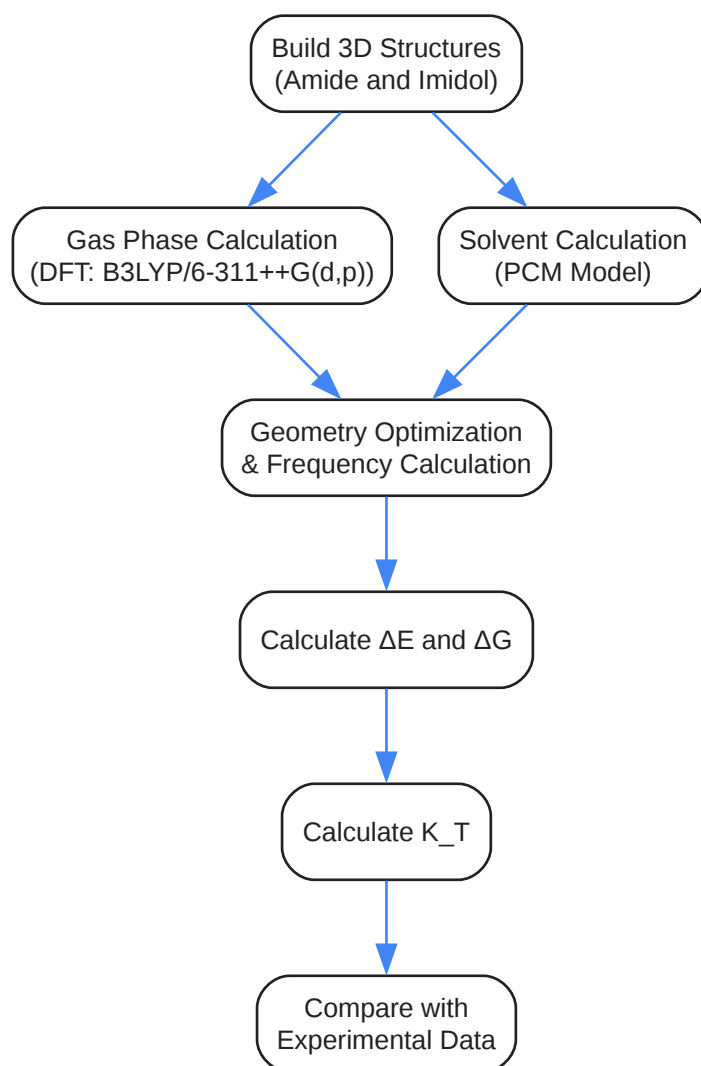 Build 3D Structures
(Amide and Imidol)
Gas Phase Calculation
(DFT: B3LYP/6-311++G(d,p))
Solvent Calculation
(PCM Model)
Geometry Optimization
& Frequency Calculation
Calculate ΔE and ΔG
Calculate K_T
Compare with
Experimental Data